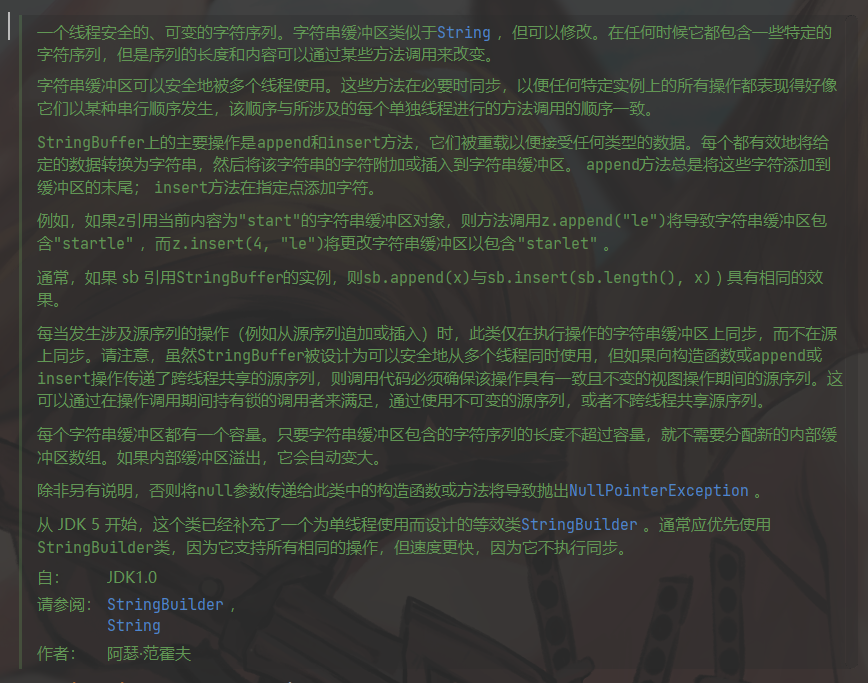 一个线程安全的、可变的字符序列。字符串缓冲区类似于String ，但可以修改。在任何时候它都包含一些特定的
字符序列，但是序列的长度和内容可以通过某些方法调用来改变。
字符串缓冲区可以安全地被多个线程使用。这些方法在必要时同步，以便任何特定实例上的所有操作都表现得好像
它们以某种串行顺序发生，该顺序与所涉及的每个单独线程进行的方法调用的顺序一致。
StringBuffer上的主要操作是append和insert方法，它们被重载以便接受任何类型的数据。每个都有效地将给
定的数据转换为字符串，然后将该字符串的字符附加或插入到字符串缓冲区。 append方法总是将这些字符添加到
缓冲区的末尾； insert方法在指定点添加字符。
例如，如果z引用当前内容为"start"的字符串缓冲区对象，则方法调用z.append("le")将导致字符串缓冲区包
含"startle" ，而z.insert(4, "le")将更改字符串缓冲区以包含"starlet" 。
通常，如果 sb 引用StringBuffer的实例，则sb.append(x)与sb.insert(sb.length(), x) ) 具有相同的效
果。
每当发生涉及源序列的操作（例如从源序列追加或插入）时，此类仅在执行操作的字符串缓冲区上同步，而不在源
上同步。请注意，虽然StringBuffer被设计为可以安全地从多个线程同时使用，但如果向构造函数或append或
insert操作传递了跨线程共享的源序列，则调用代码必须确保该操作具有一致且不变的视图操作期间的源序列。这
可以通过在操作调用期间持有锁的调用者来满足，通过使用不可变的源序列，或者不跨线程共享源序列。
每个字符串缓冲区都有一个容量。只要字符串缓冲区包含的字符序列的长度不超过容量，就不需要分配新的内部缓
冲区数组。如果内部缓冲区溢出，它会自动变大。
除非另有说明，否则将null参数传递给此类中的构造函数或方法将导致抛出NullPointerException 。
从 JDK 5 开始，这个类已经补充了一个为单线程使用而设计的等效类StringBuilder 。通常应优先使用
StringBuilder类，因为它支持所有相同的操作，但速度更快，因为它不执行同步。
自： JDK1.0
请参阅： StringBuilder ，
String
作者： 阿瑟·范霍夫